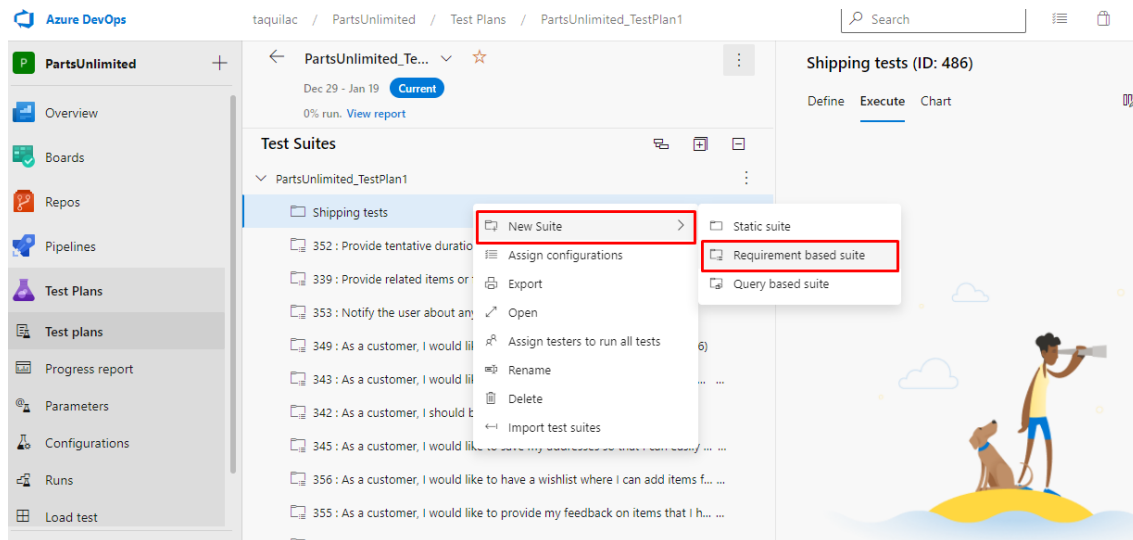 Azure DevOps
taquilac / PartsUnlimited / Test Plans / PartsUnlimited_TestPlan1
Search
P PartsUnlimited
Overview
Boards
Repos
Pipelines
Test Plans
Test plans
Progress report
Parameters
Configurations
Runs
Load test
PartsUnlimited_Te...
Dec 29 - Jan 19 Current
0% run. View report
Test Suites
PartsUnlimited_TestPlan1
Shipping tests
352 : Provide tentative duratio
339 : Provide related items or
353 : Notify the user about any
349 : As a customer, I would li 6)
343 : As a customer, I would li ... ...
342 : As a customer, I should b
345 : As a customer, I would like to save my addresses so that I can easily ... ...
356 : As a customer, I would like to have a wishlist where I can add items f... ...
355 : As a customer, I would like to provide my feedback on items that I h... ...
New Suite
Assign configurations
Export
Open
Assign testers to run all tests
Rename
Delete
Import test suites
Static suite
Requirement based suite
Query based suite
Shipping tests (ID: 486)
Define Execute Chart